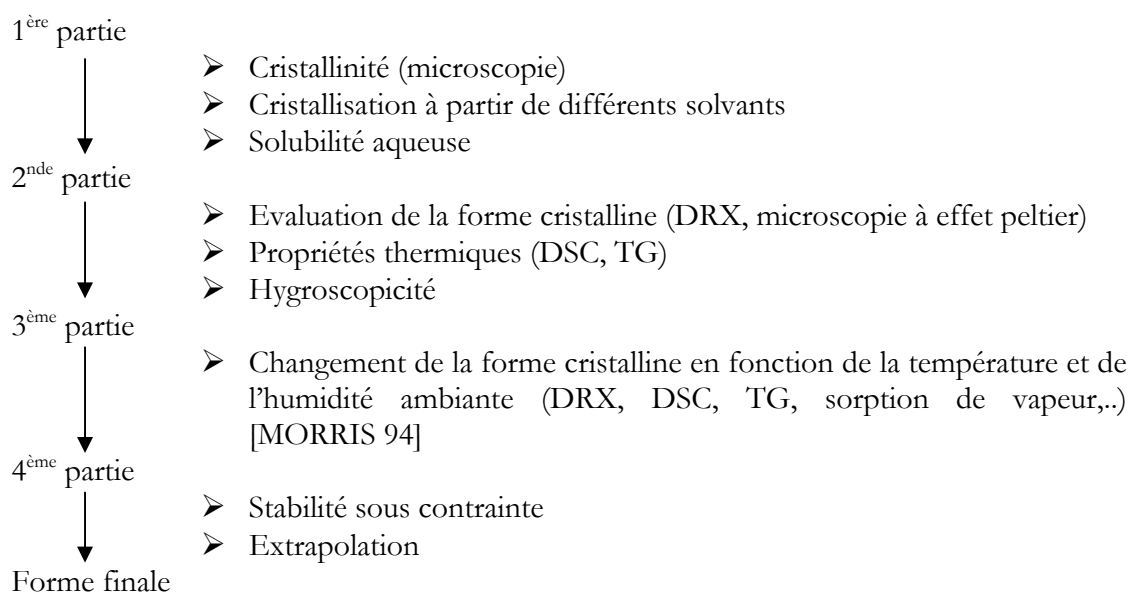 1ère partie
➢ Cristallinité (microscopie)
➢ Cristallisation à partir de différents solvants
➢ Solubilité aqueuse
2nde partie
➢ Evaluation de la forme cristalline (DRX, microscopie à effet peltier)
➢ Propriétés thermiques (DSC, TG)
➢ Hygroscopicité
3ème partie
➢ Changement de la forme cristalline en fonction de la température et de
l'humidité ambiante (DRX, DSC, TG, sorption de vapeur,..)
[MORRIS 94]
4ème partie
➢ Stabilité sous contrainte
➢ Extrapolation
Forme finale